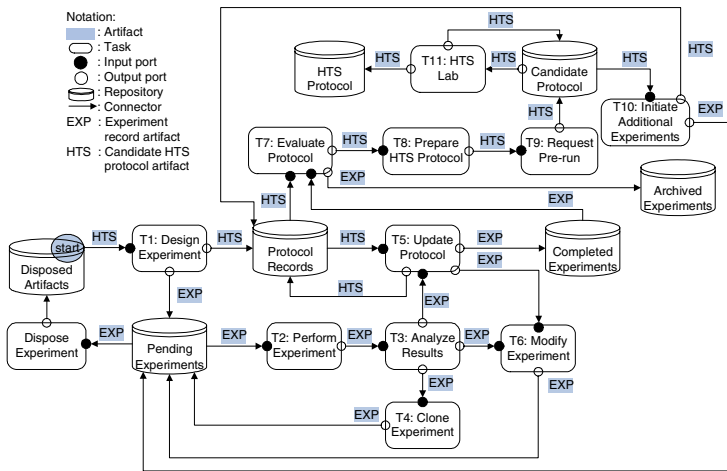 Notation:
: Artifact
: Task
: Input port
: Output port
: Repository
: Connector
EXP : Experiment
record artifact
HTS : Candidate HTS
protocol artifact
HTS
HTS
Protocol
HTS
T11: HTS
Lab
HTS
Candidate
Protocol
HTS
HTS
T10: Initiate
Additional
Experiments
EXP
T7: Evaluate
Protocol
HTS
T8: Prepare
HTS Protocol
HTS
T9: Request
Pre-run
HTS
EXP
Archived
Experiments
HTS
EXP
start
Disposed
Artifacts
HTS
T1: Design
Experiment
HTS
Protocol
Records
HTS
T5: Update
Protocol
EXP
EXP
Completed
Experiments
HTS
EXP
EXP
Dispose
Experiment
EXP
Pending
Experiments
EXP
T2: Perform
Experiment
EXP
T3: Analyze
Results
EXP
T6: Modify
Experiment
EXP
EXP
EXP
T4: Clone
Experiment